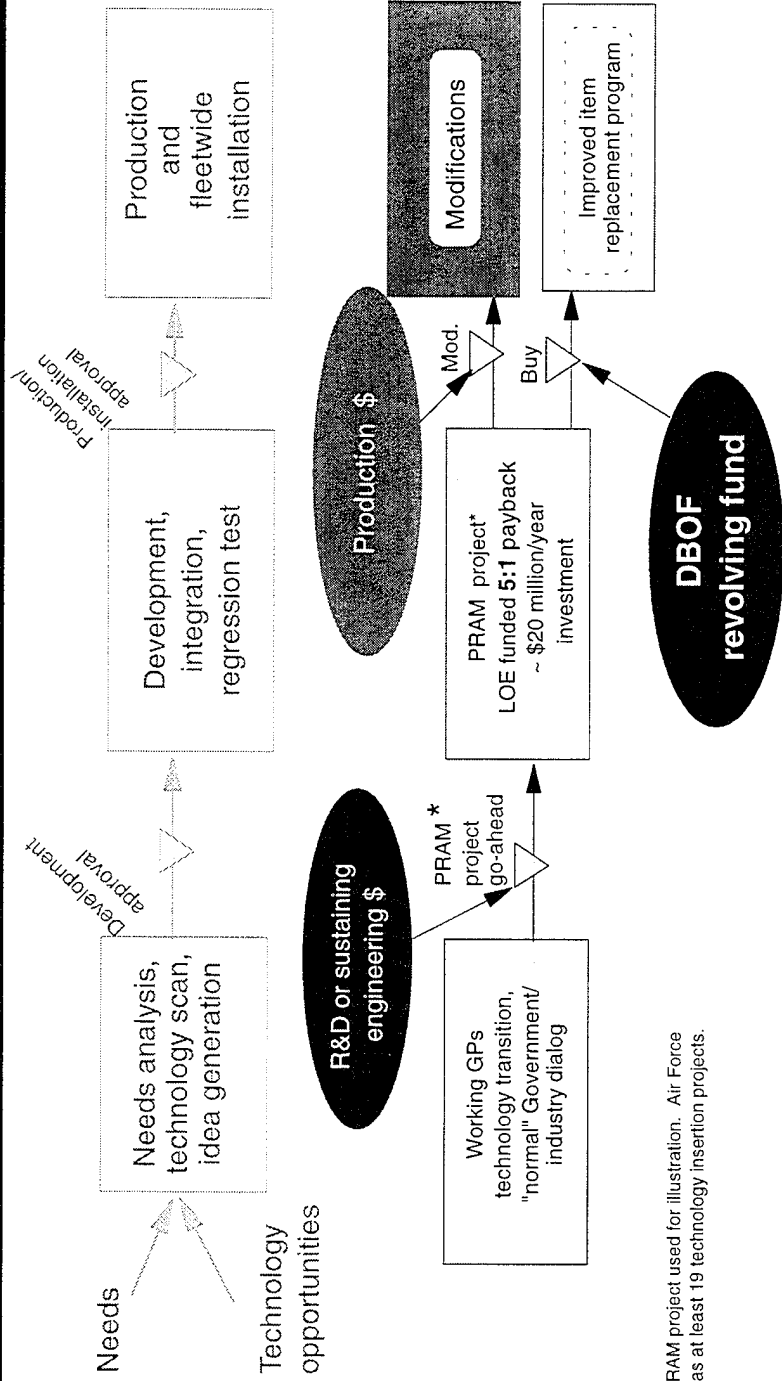 Needs
Technology
opportunities
Needs analysis,
technology scan,
idea generation
Development
approval
Development,
integration,
regression test
Production/
installation
approval
Production
and
fleetwide
installation
R&D or sustaining
engineering $
Production $
Working GPs
technology transition,
"normal" Government/
industry dialog
PRAM*
project
go-ahead
PRAM project*
LOE funded 5:1 payback
~ $20 million/year
investment
Mod.
Modifications
Buy
Improved item
replacement program
DBOF
revolving fund
RAM project used for illustration. Air Force
as at least 19 technology insertion projects.